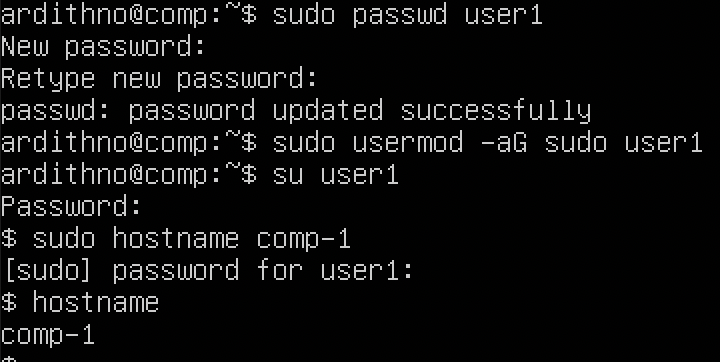 ardithno@comp:~$ sudo passwd user1
New password:
Retype new password:
passwd: password updated successfully
ardithno@comp:~$ sudo usermod -aG sudo user1
ardithno@comp:~$ su user1
Password:
$ sudo hostname comp-1
[sudo] password for user1:
$ hostname
comp-1
$